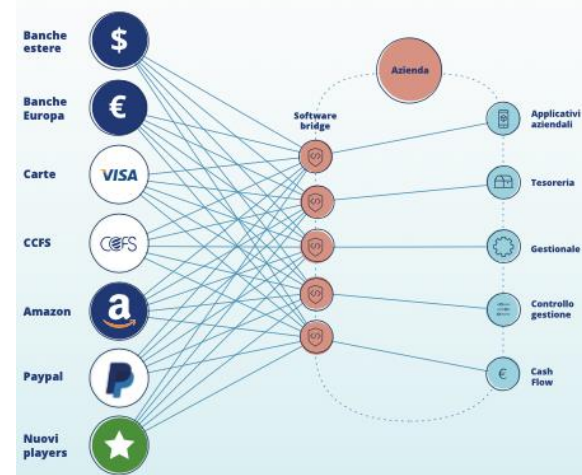 Banche
estere
$
Banche
Europa
€
Carte
VISA
CCFS
CCFS
Amazon
a
Paypal
P
Nuovi
players
Software
bridge
Azienda
Applicativi
aziendali
Tesoreria
Gestionale
Controllo
gestione
€
Cash
Flow